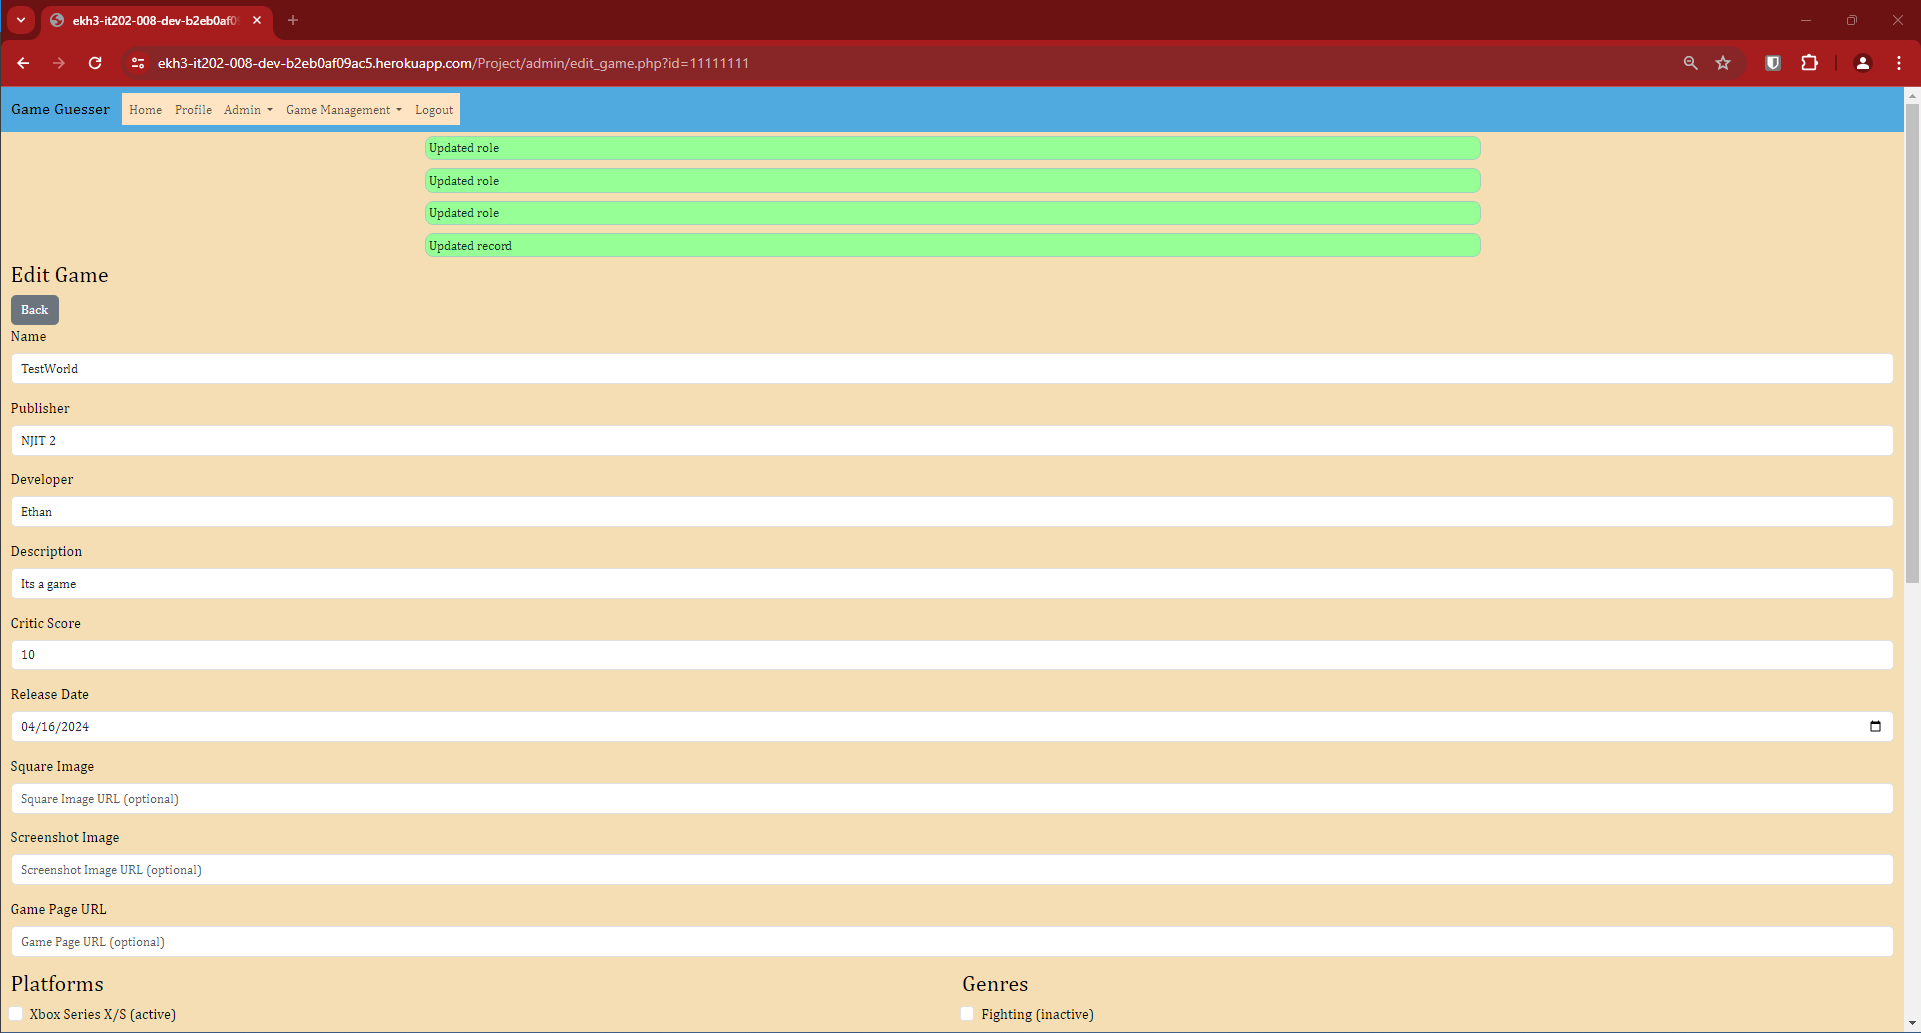 ekh3-it202-008-dev-b2eb0af0
ekh3-it202-008-dev-b2eb0af09ac5.herokuapp.com/Project/admin/edit_game.php?id=11111111
Game Guesser Home Profile Admin Game Management Logout
Updated role
Updated role
Updated role
Updated record
Edit Game
Back
Name
TestWorld
Publisher
NJIT 2
Developer
Ethan
Description
Its a game
Critic Score
10
Release Date
04/16/2024
Square Image
Square Image URL (optional)
Screenshot Image
Screenshot Image URL (optional)
Game Page URL
Game Page URL (optional)
Platforms
Xbox Series X/S (active)
Genres
Fighting (inactive)